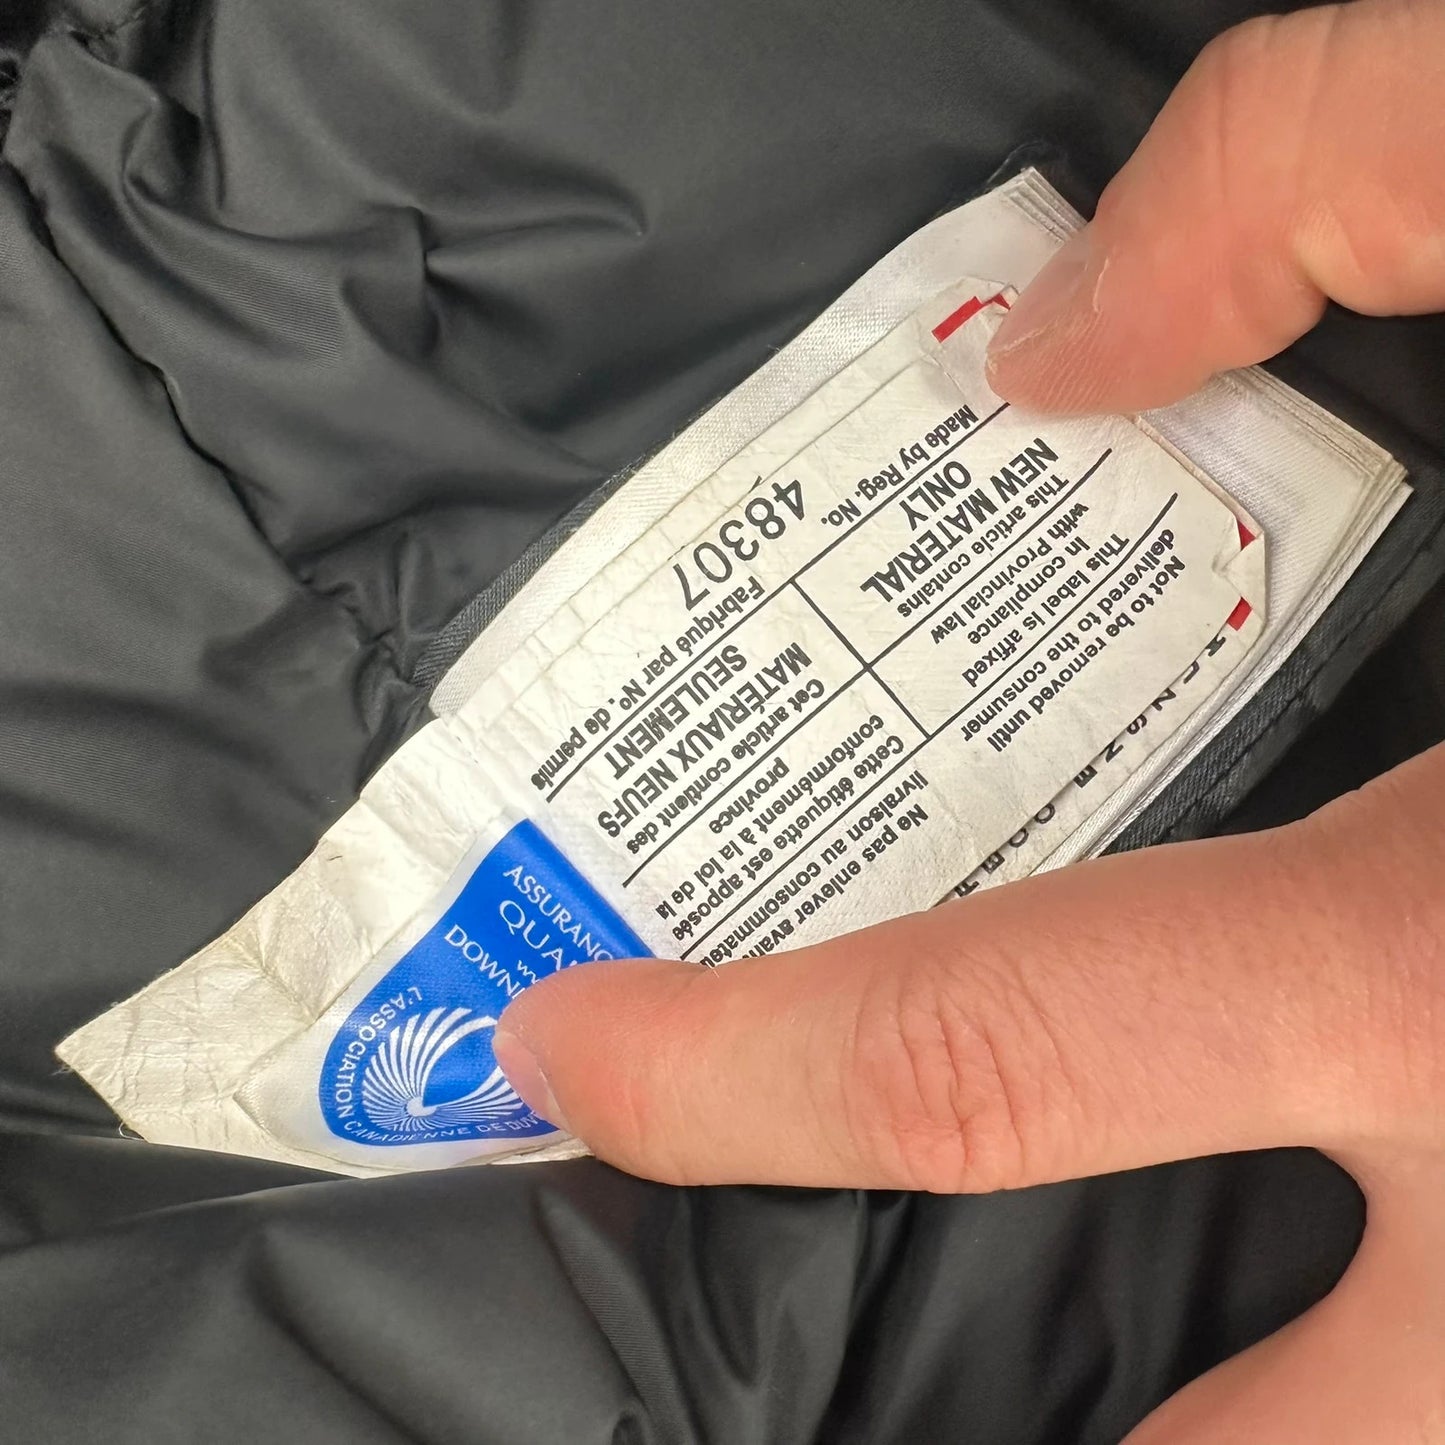 Not to be removed until
delivered to the consumer
This label is affixed
in compliance
with Provincial law
This article contains
NEW MATERIAL
ONLY
Made by Reg. No.
48307
Ne pas enlever avant
livraison au
Cette étiquette est apposée
conformément à la loi de la
province
Cet article contient des
MATÉRIAUX NEUFS
SEULEMENT
Fabriqué par No. de permis
ASSURANC
QUA
DOWN
L'ASSOCIATION CANADIENNE DE DUV